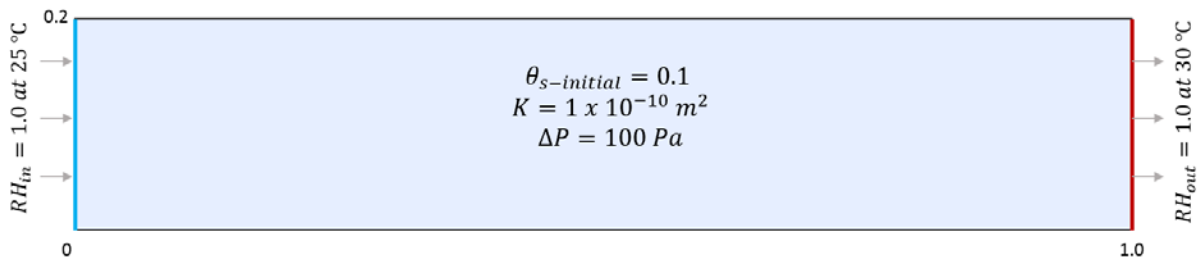 0.2
RH_in = 1.0 at 25 °C
θ_{s−initial} = 0.1
K = 1 x 10^{−10} m^2
ΔP = 100 Pa
RH_out = 1.0 at 30 °C
0
1.0